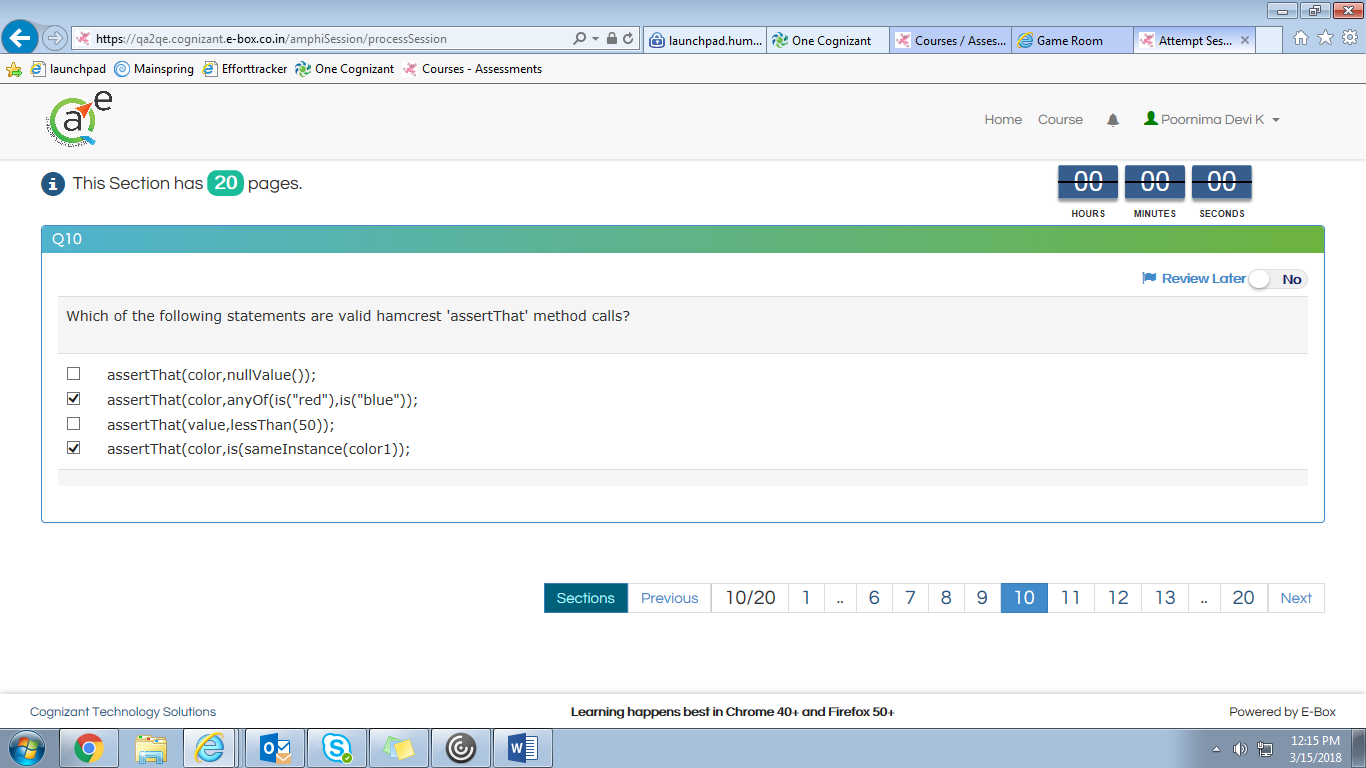 https://qa2qe.cognizant.e-box.co.in/amphiSession/processSession
launchpad.hum...
One Cognizant
Courses / Asses...
Game Room
Attempt Ses...
launchpad
Mainspring
Efforttracker
One Cognizant
Courses - Assessments
a e
Home
Course
Poornima Devi K
This Section has 20 pages.
00 00 00
HOURS MINUTES SECONDS
Q10
Review Later No
Which of the following statements are valid hamcrest 'assertThat' method calls?
assertThat(color,nullValue());
assertThat(color,anyOf(is("red"),is("blue"));
assertThat(value,lessThan(50));
assertThat(color,is(sameInstance(color1));
Sections Previous 10/20 1 .. 6 7 8 9 10 11 12 13 .. 20 Next
Cognizant Technology Solutions
Learning happens best in Chrome 40+ and Firefox 50+
Powered by E-Box
12:15 PM
3/15/2018